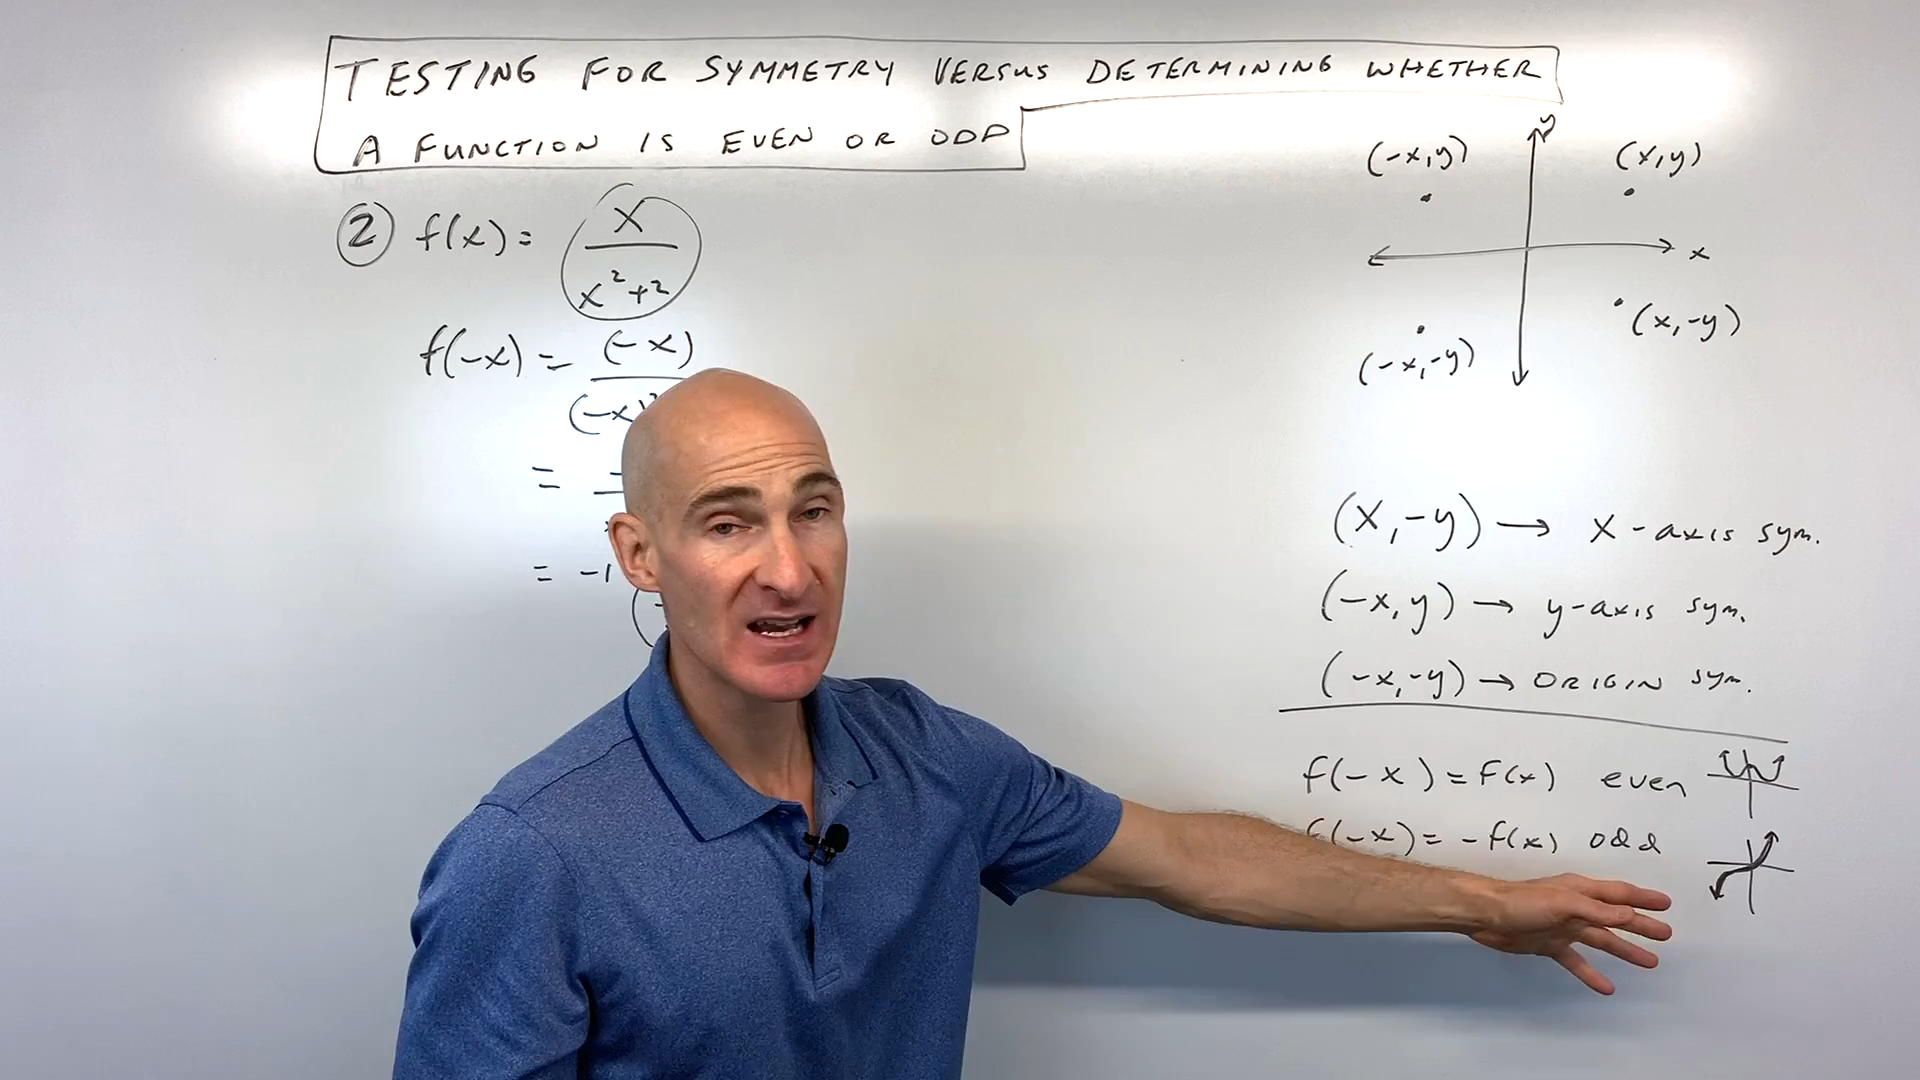 TESTING FOR SYMMETRY VERSUS DETERMINING WHETHER
A FUNCTION IS EVEN OR ODD
② f(x) = x / x²+2
f(-x) = (-x) / (-x)²
= -
= -1
y
(-x,y) (x,y)
x
(-x,-y) (x,-y)
(x,-y) → x-axis sym.
(-x,y) → y-axis sym.
(-x,-y) → ORIGIN sym.
f(-x) = f(x) even
f(-x) = -f(x) odd